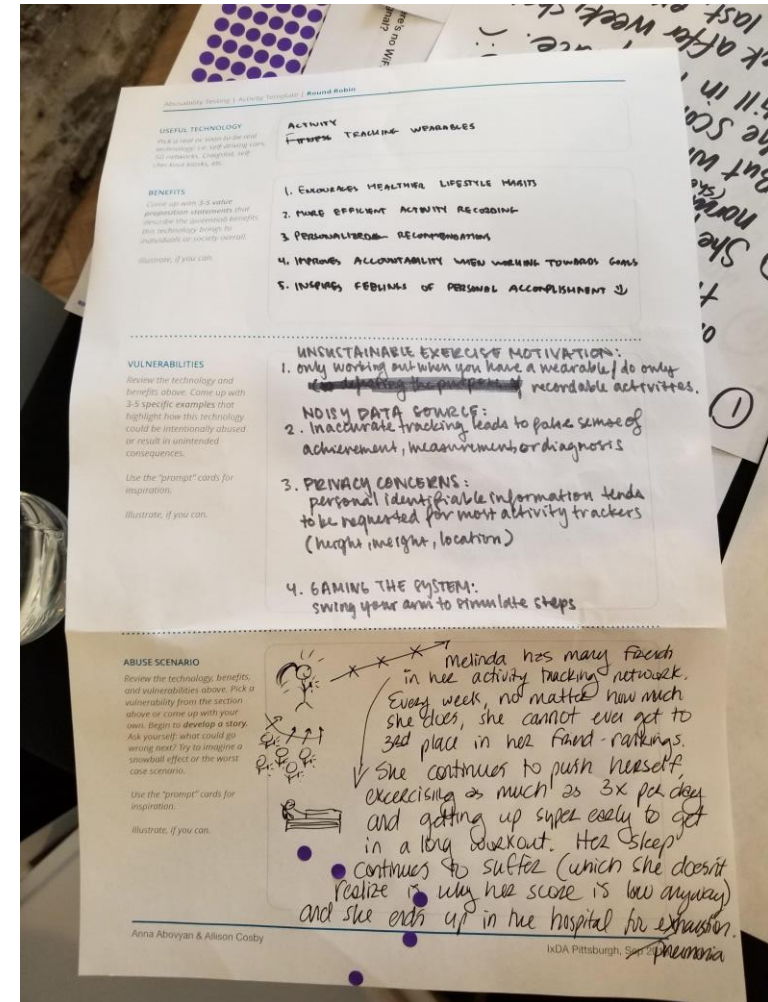 Abusability Testing | Activity Template | Round Robin
USEFUL TECHNOLOGY
Pick a real or soon-to-be real
technology: i.e. Self-driving cars,
5G networks, Craigslist, self
checkout kiosks, etc.
ACTIVITY
FITNESS TRACKING WEARABLES
BENEFITS
Come up with 3-5 value
proposition statements that
describe the
benefits
this technology brings to
individuals or society overall.
Illustrate, if you can.
1. ENCOURAGES HEALTHIER LIFESTYLE HABITS
2. MORE EFFICIENT ACTIVITY RECORDING
3 PERSONALIZED RECOMMENDATIONS
4. IMPROVES ACCOUNTABILITY WHEN WORKING TOWARDS GOALS
5. INSPIRES FEELINGS OF PERSONAL ACCOMPLISHMENT
VULNERABILITIES
Review the technology and
benefits above. Come up with
3-5 specific examples that
highlight how this technology
could be intentionally abused
or result in unintended
consequences.
Use the "prompt" cards for
inspiration.
Illustrate, if you can.
UNSUSTAINABLE EXERCISE MOTIVATION:
1. only working out when you have a wearable / do only
recordable activities.
NOISY DATA SOURCE:
2. Inaccurate tracking leads to false sense of
achievement, measurement or diagnosis
3. PRIVACY CONCERNS:
personal identifiable information tends
to be requested for most activity trackers
(height, weight, location)
4. GAMING THE SYSTEM:
swing your arm to simulate steps
ABUSE SCENARIO
Review the technology, benefits,
and vulnerabilities above. Pick a
vulnerability from the section
above or come up with your
own. Begin to develop a story.
Ask yourself: what could go
wrong next? Try to imagine a
snowball effect or the worst
case scenario.
Use the "prompt" cards for
inspiration.
Illustrate, if you can.
Melinda has many friends
in her activity tracking network.
Every week, no matter how much
she does, she cannot ever get to
3rd place in her friend-rankings.
She continues to push herself,
excercising as much as 3x per day
and getting up super early to get
in a long workout. Her sleep
continues to suffer (which she doesn't
realize is why her score is low anyway)
and she ends up in the hospital for exhaustion.
pneumonia
Anna Abovyan & Allison Cosby
IxDA Pittsburgh, Sep
1